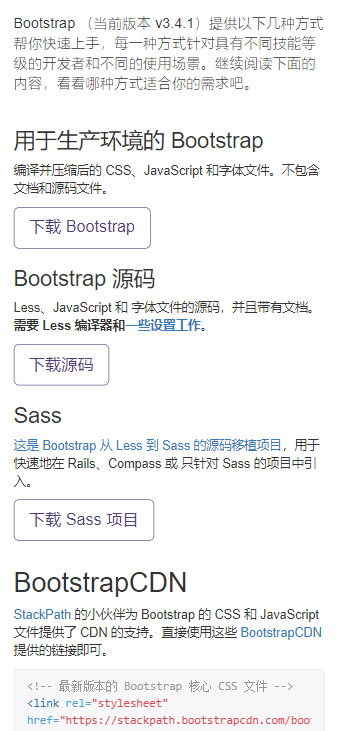 Bootstrap （当前版本 v3.4.1）提供以下几种方式
帮你快速上手，每一种方式针对具有不同技能等
级的开发者和不同的使用场景。继续阅读下面的
内容，看看哪种方式适合你的需求吧。
用于生产环境的 Bootstrap
编译并压缩后的 CSS、JavaScript 和字体文件。不包含
文档和源码文件。
下载 Bootstrap
Bootstrap 源码
Less、JavaScript 和 字体文件的源码，并且带有文档。
需要 Less 编译器和一些设置工作。
下载源码
Sass
这是 Bootstrap 从 Less 到 Sass 的源码移植项目，用于
快速地在 Rails、Compass 或 只针对 Sass 的项目中引
入。
下载 Sass 项目
BootstrapCDN
StackPath 的小伙伴为 Bootstrap 的 CSS 和 JavaScript
文件提供了 CDN 的支持。直接使用这些 BootstrapCDN
提供的链接即可。
<!-- 最新版本的 Bootstrap 核心 CSS 文件 -->
<link rel="stylesheet"
href="https://stackpath.bootstrapcdn.com/boot